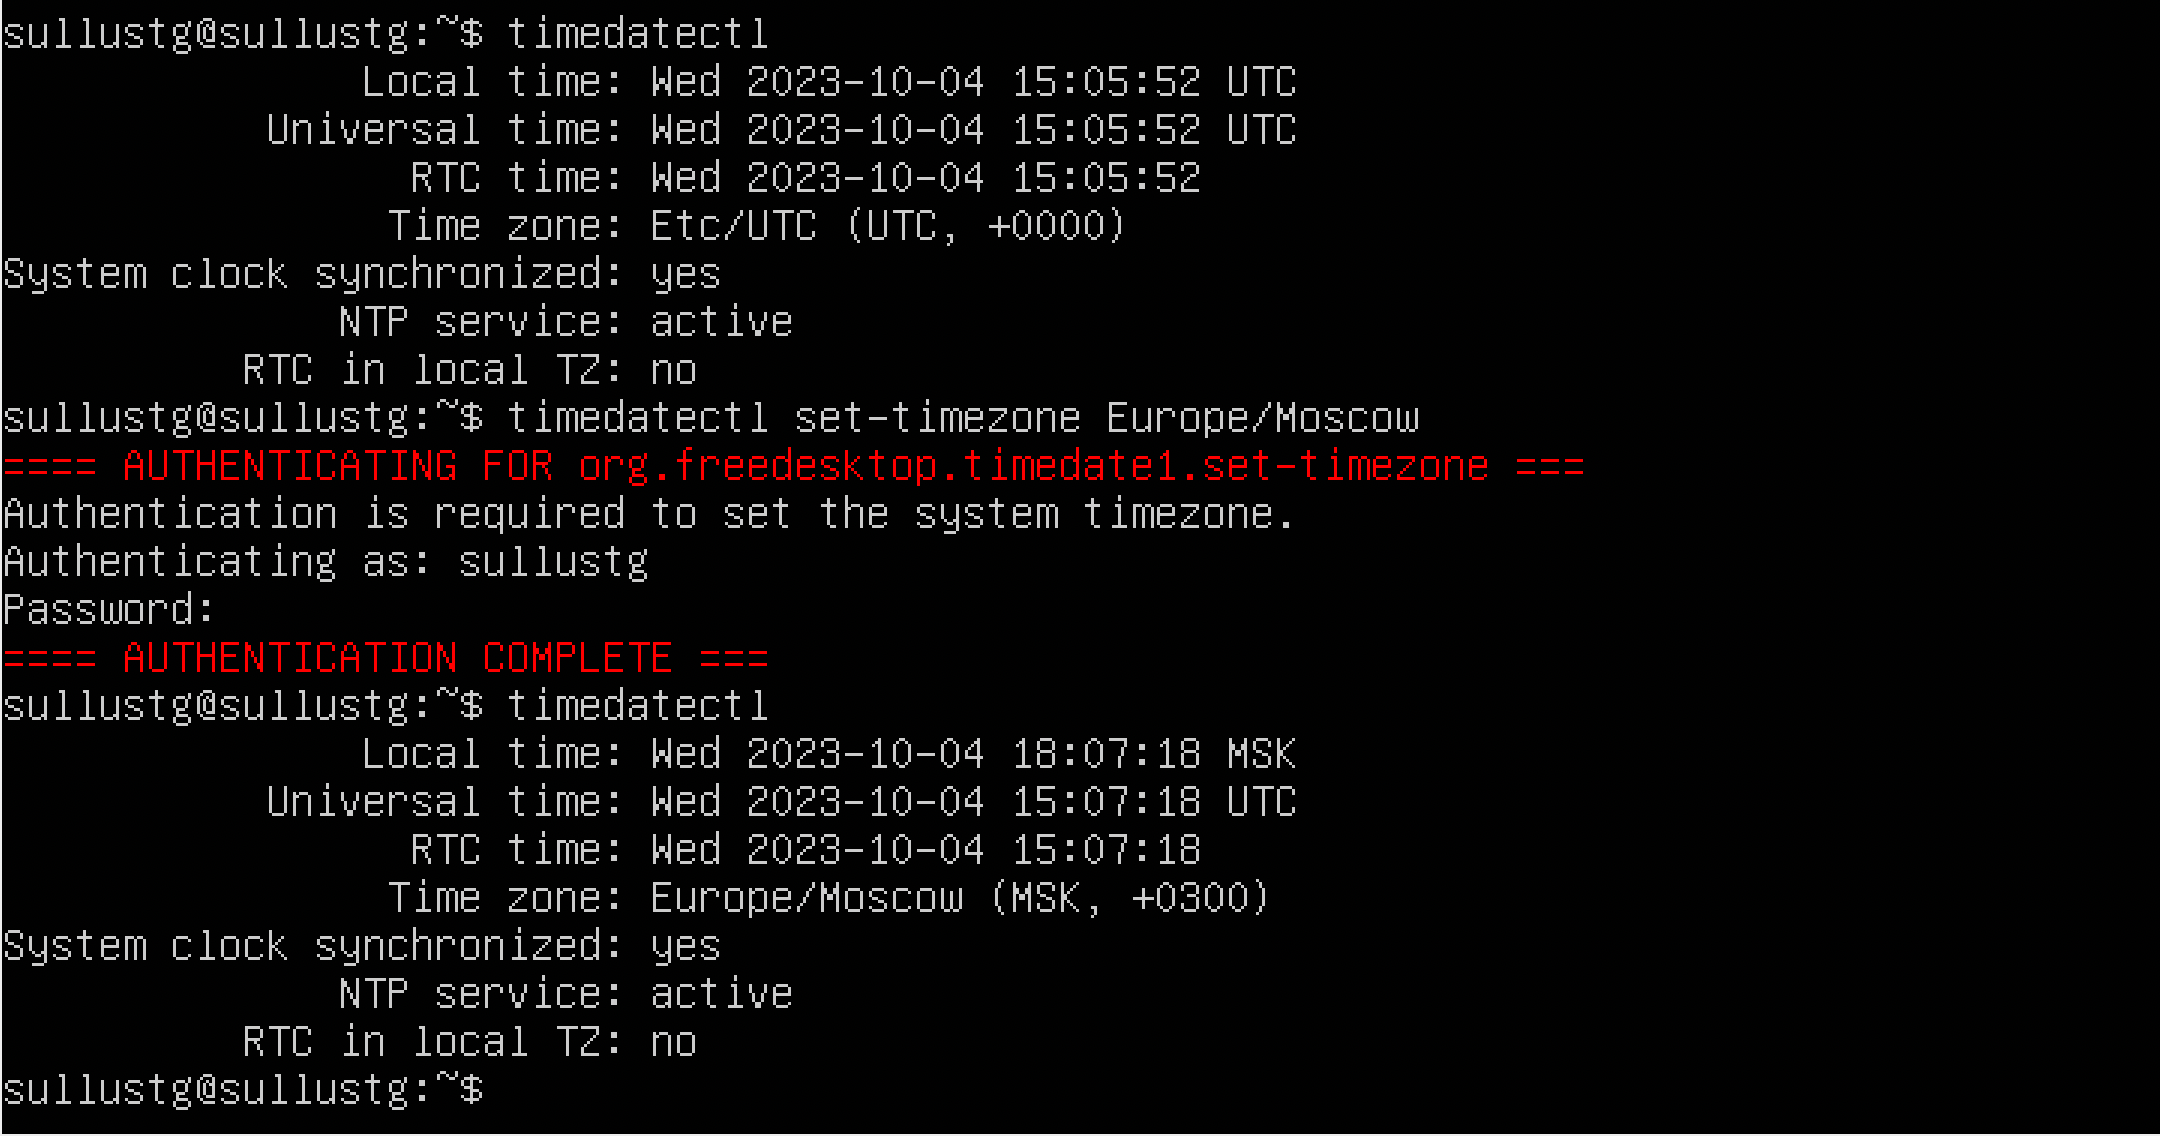 sullustg@sullustg:~$ timedatectl
Local time: Wed 2023-10-04 15:05:52 UTC
Universal time: Wed 2023-10-04 15:05:52 UTC
RTC time: Wed 2023-10-04 15:05:52
Time zone: Etc/UTC (UTC, +0000)
System clock synchronized: yes
NTP service: active
RTC in local TZ: no
sullustg@sullustg:~$ timedatectl set-timezone Europe/Moscow
==== AUTHENTICATING FOR org.freedesktop.timedate1.set-timezone ===
Authentication is required to set the system timezone.
Authenticating as: sullustg
Password:
==== AUTHENTICATION COMPLETE ===
sullustg@sullustg:~$ timedatectl
Local time: Wed 2023-10-04 18:07:18 MSK
Universal time: Wed 2023-10-04 15:07:18 UTC
RTC time: Wed 2023-10-04 15:07:18
Time zone: Europe/Moscow (MSK, +0300)
System clock synchronized: yes
NTP service: active
RTC in local TZ: no
sullustg@sullustg:~$